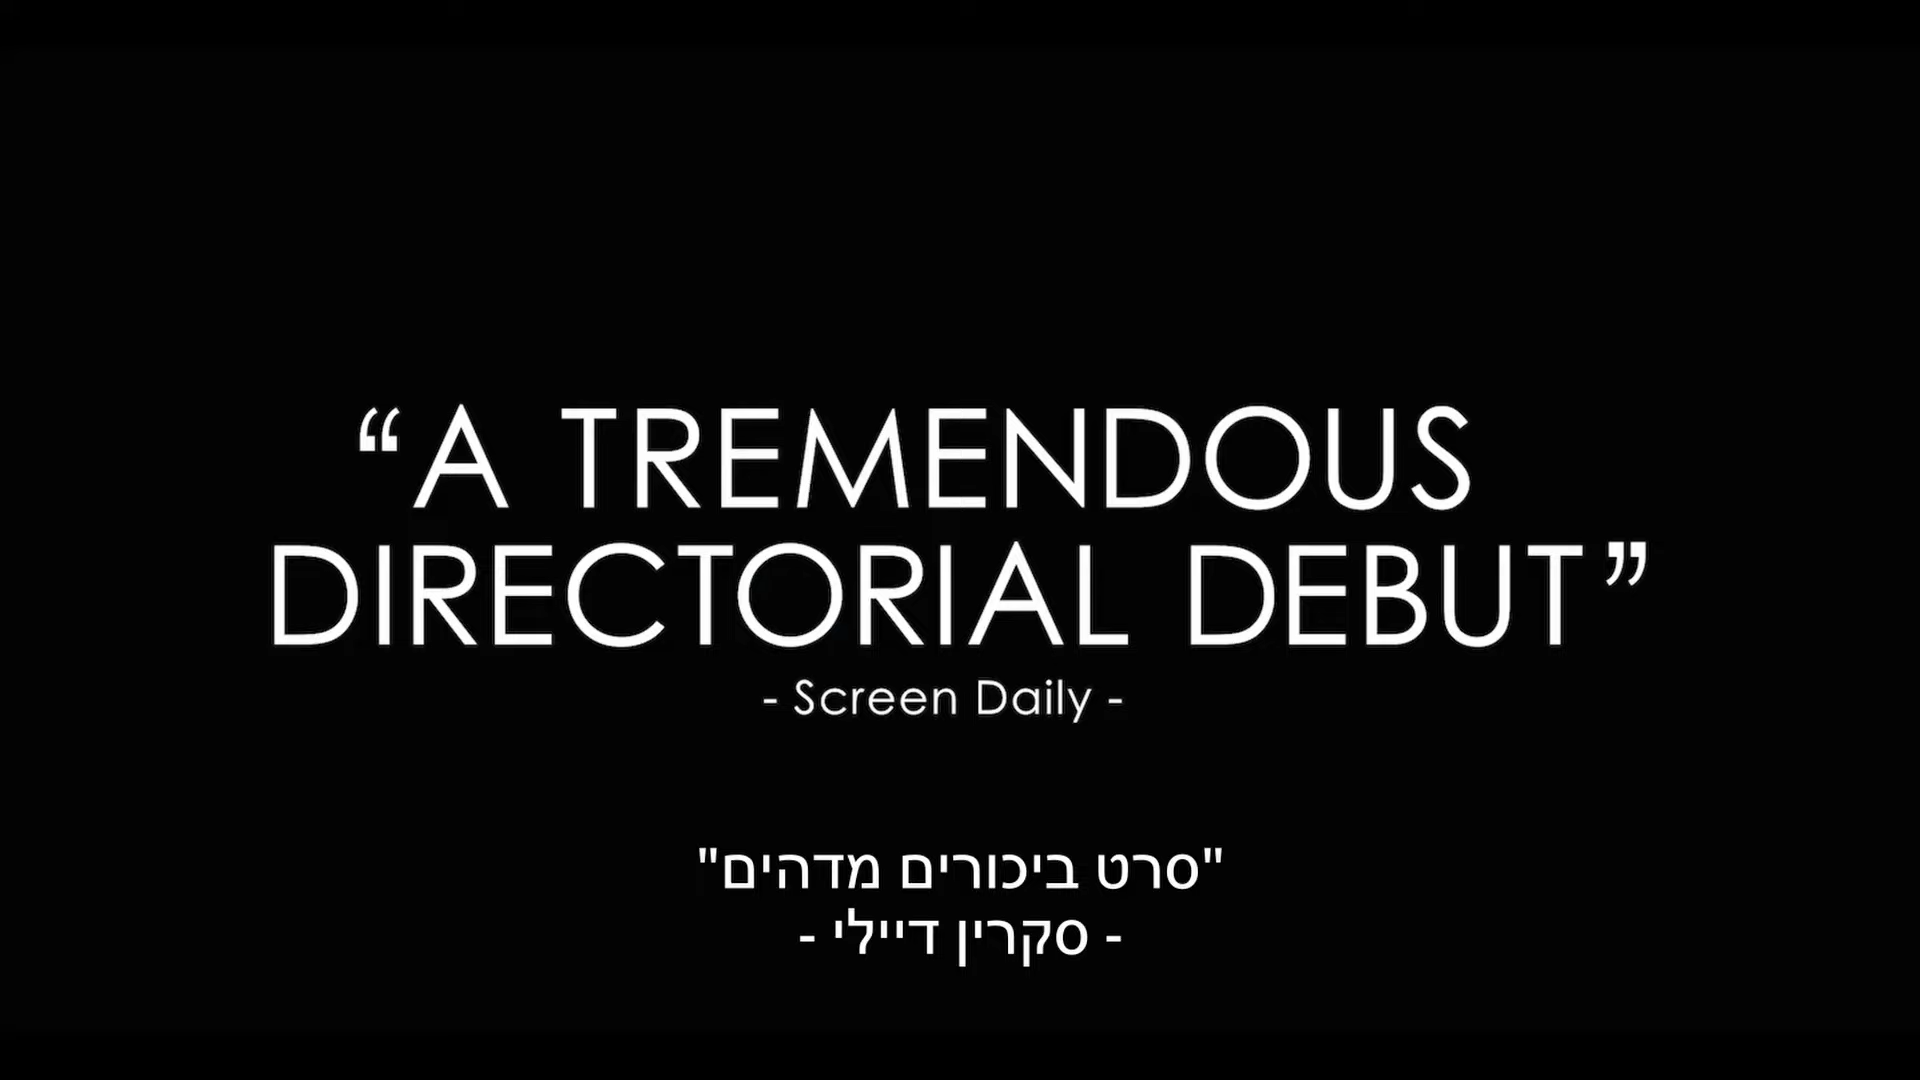 “A TREMENDOUS
DIRECTORIAL DEBUT”
- Screen Daily -
"סרט ביכורים מדהים"
- סקרין דיילי -